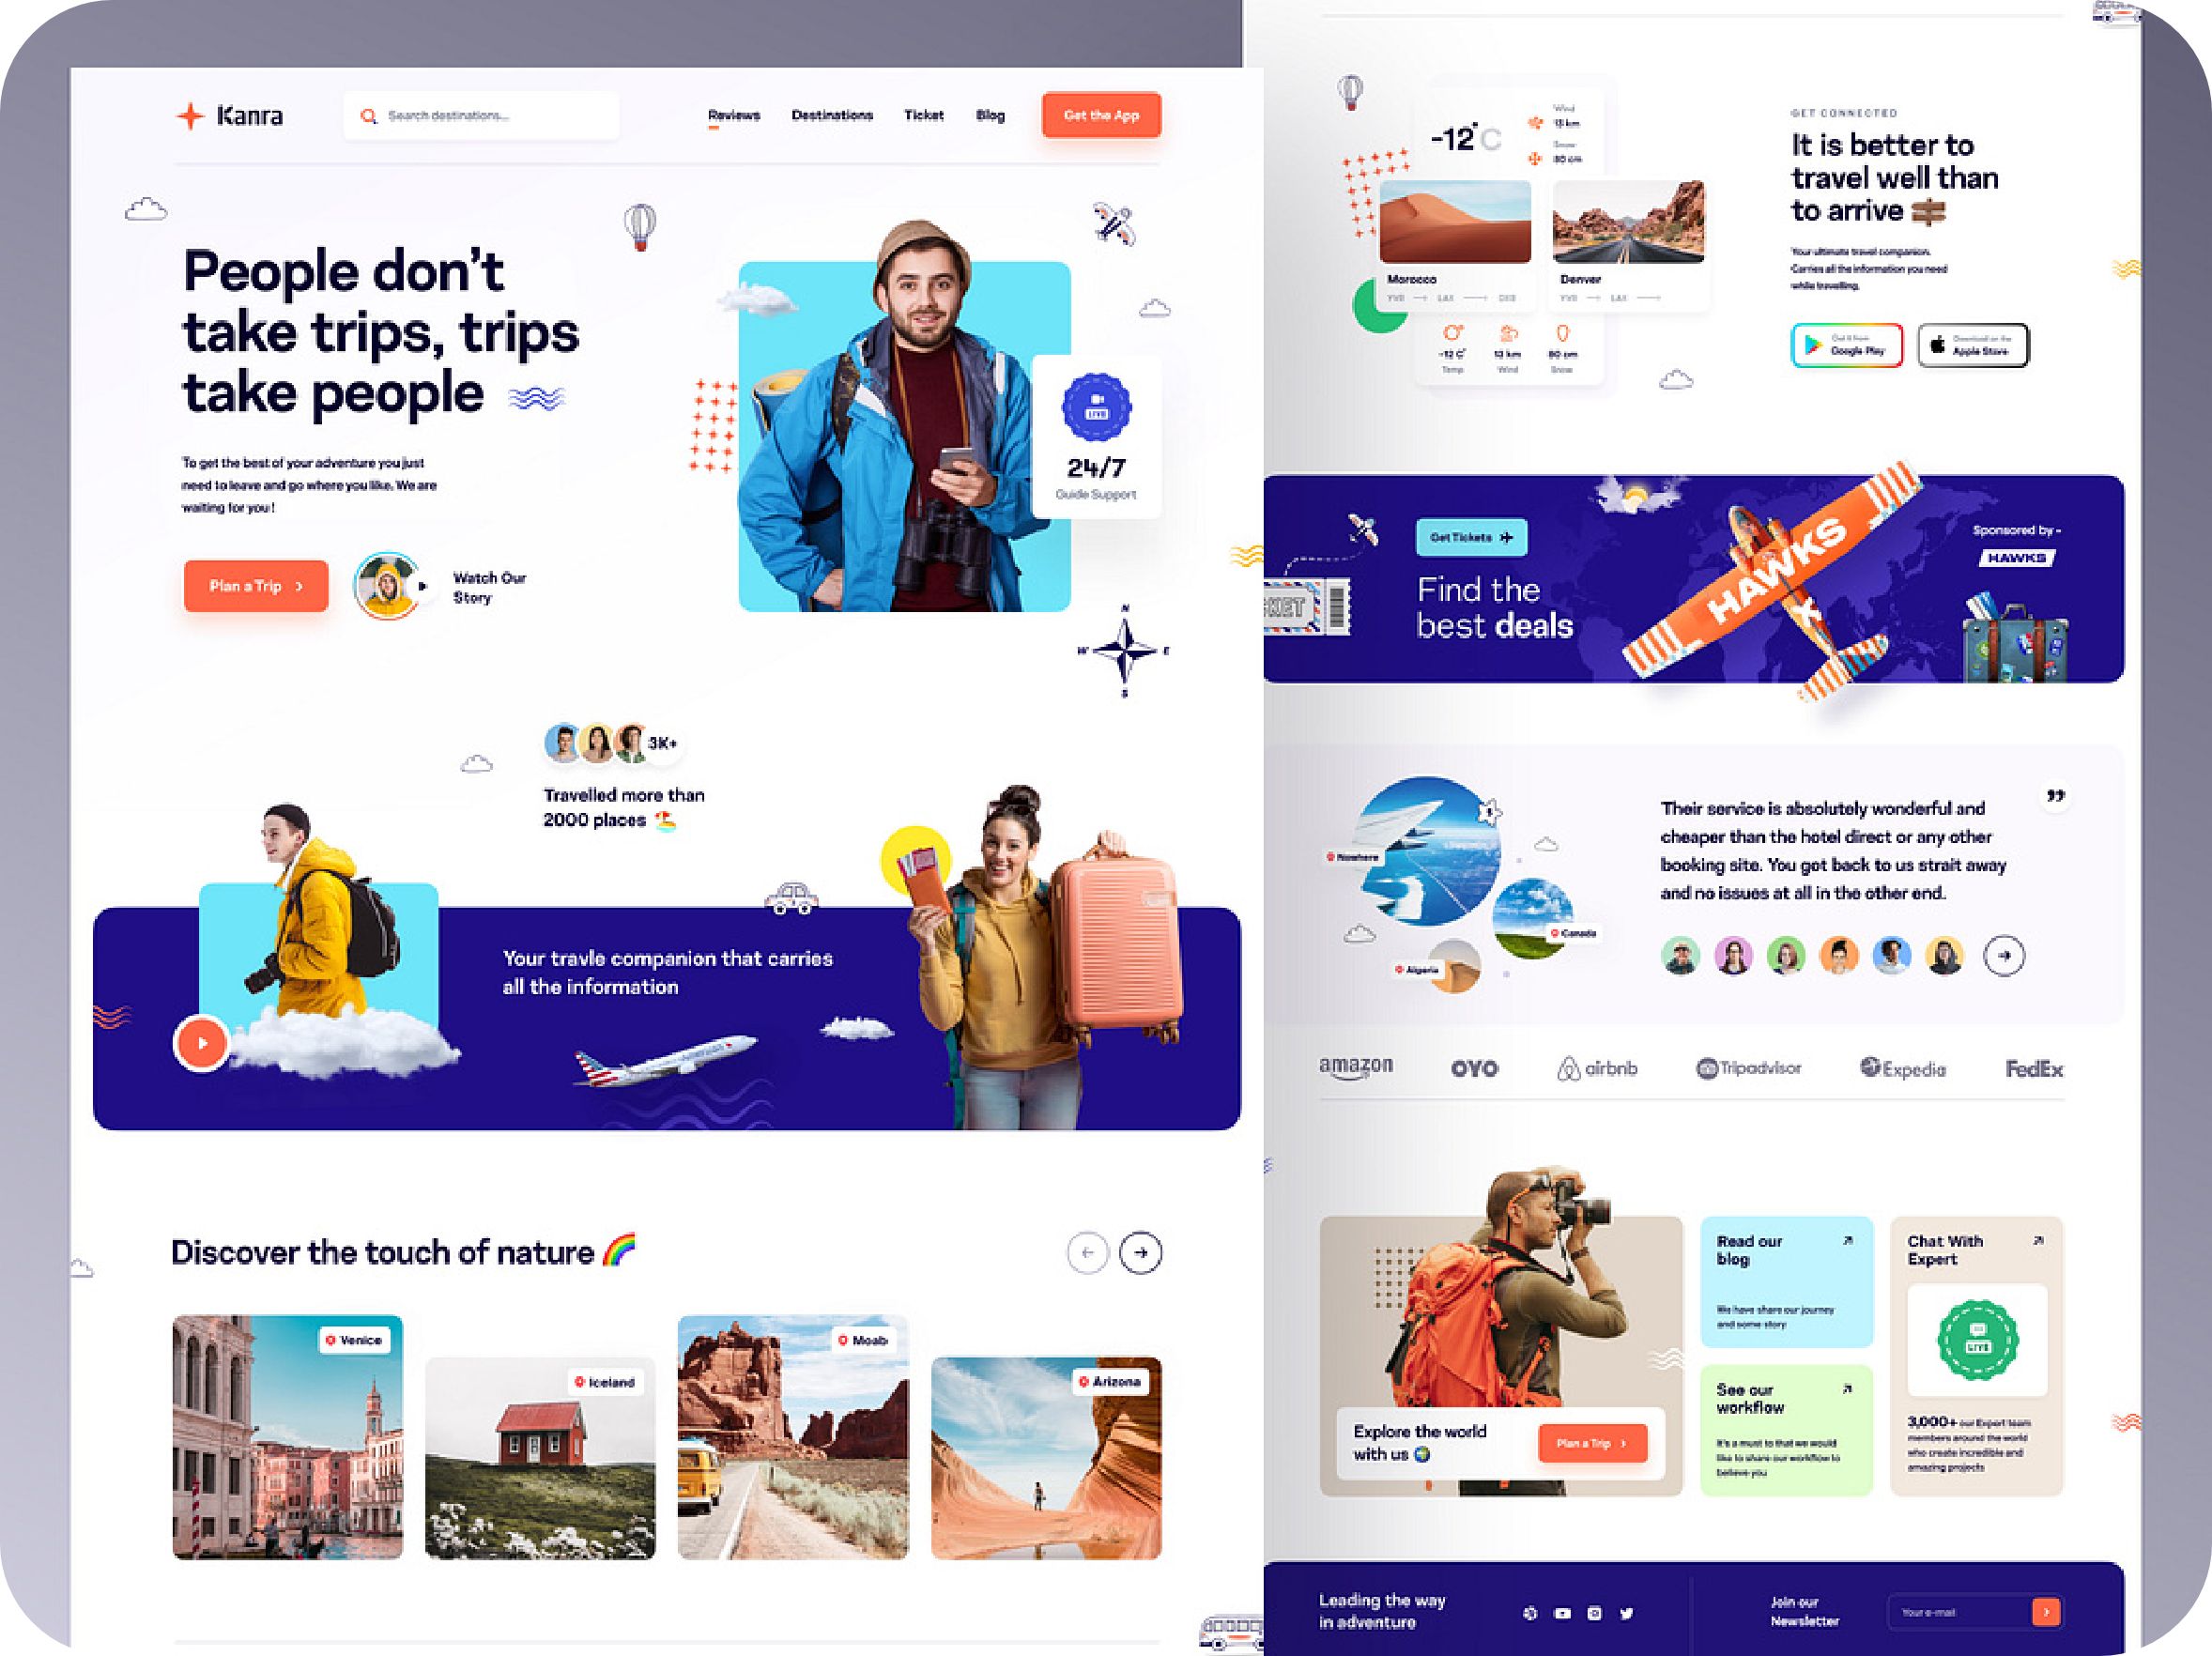 Kanra
Search destinations...
Reviews
Destinations
Ticket
Blog
Get the App
People don't
take trips, trips
take people
To get the best of your adventure you just
need to leave and go where you like. We are
waiting for you!
Plan a Trip
Watch Our
Story
LIVE
24/7
Guide Support
N
W
E
S
3K+
Travelled more than
2000 places
Your travle companion that carries
all the information
Discover the touch of nature
Venice
Iceland
Moab
Arizona
-12°C
Wind
13 km
Snow
80 cm
Morocco
YVR
LAX
DXB
Denver
YVR
LAX
-12 C°
Temp
13 km
Wind
80 cm
Snow
GET CONNECTED
It is better to
travel well than
to arrive
Your ultimate travel companion.
Carries all the information you need
while travelling.
Get it from
Google Play
Download on the
Apple Store
KET
Get Tickets
Find the
best deals
HAWKS
Sponsored by -
HAWKS
Nowhere
Canada
Algeria
Their service is absolutely wonderful and
cheaper than the hotel direct or any other
booking site. You got back to us strait away
and no issues at all in the other end.
amazon
OYO
airbnb
Tripadvisor
Expedia
FedEx
Explore the world
with us
Plan a Trip
Read our
blog
We have share our journey
and some story
See our
workflow
It's a must to that we would
like to share our workflow to
believe you
Chat With
Expert
LIVE
3,000+ our Expert team
members around the world
who create incredible and
amazing projects
Leading the way
in adventure
Join our
Newsletter
Your e-mail